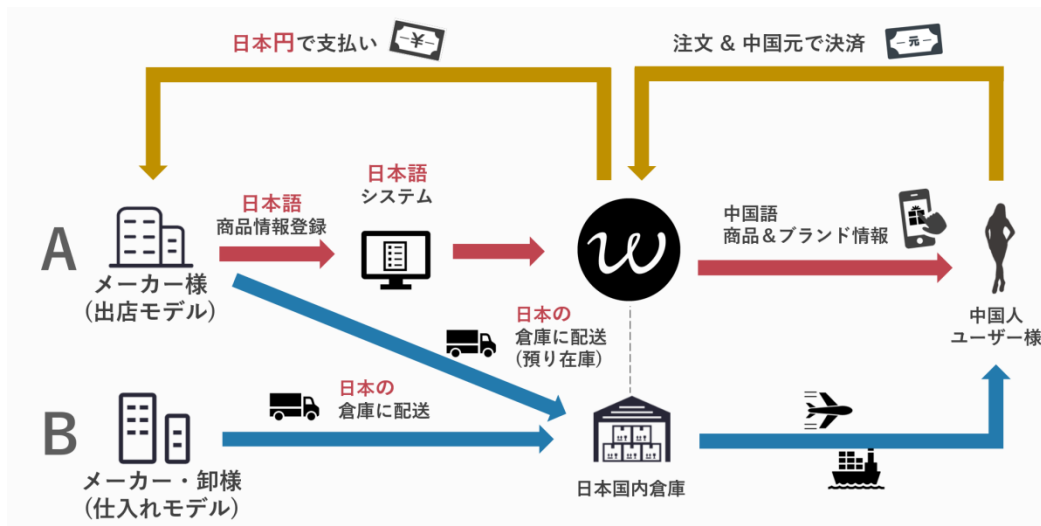 日本円で支払い
¥
注文 & 中国元で決済
元
A
メーカー様
(出店モデル)
日本語
商品情報登録
日本語
システム
w
中国語
商品&ブランド情報
中国人
ユーザー様
日本の
倉庫に配送
(預り在庫)
B
メーカー・卸様
(仕入れモデル)
日本の
倉庫に配送
日本国内倉庫